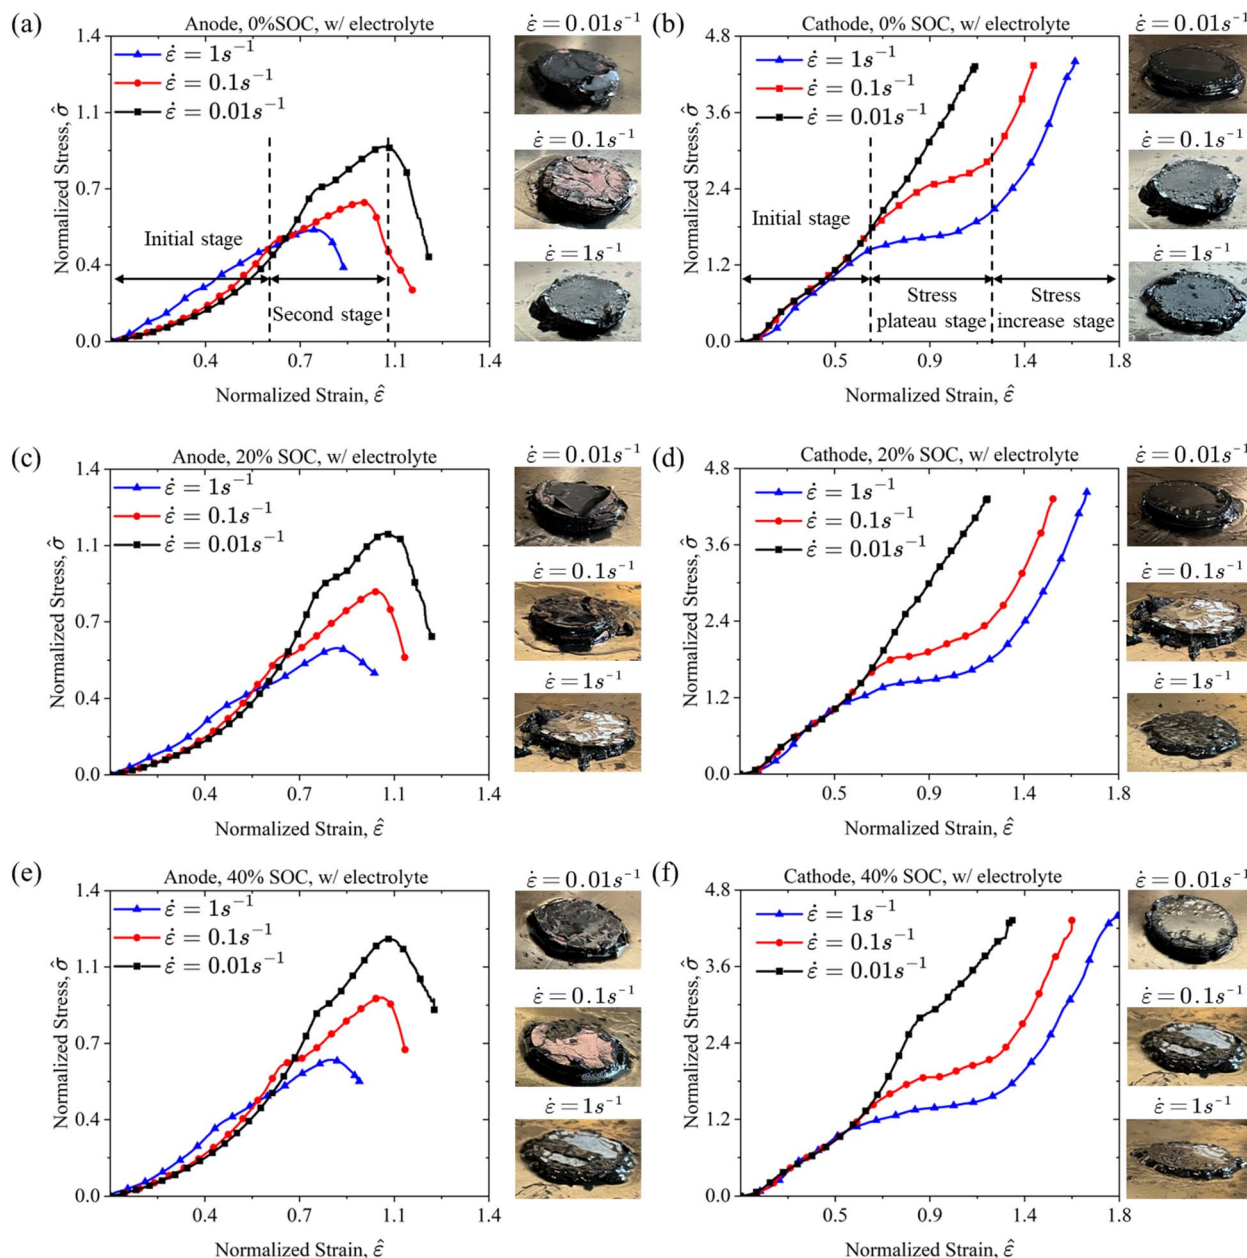 (a)
Anode, 0%SOC, w/ electrolyte
ε̇ = 1s⁻¹
ε̇ = 0.1s⁻¹
ε̇ = 0.01s⁻¹
Initial stage
Second stage
1.4
1.1
0.7
0.4
0.0
0.4 0.7 1.1 1.4
Normalized Stress, σ̂
Normalized Strain, ε̂
ε̇ = 0.01s⁻¹
ε̇ = 0.1s⁻¹
ε̇ = 1s⁻¹
(b)
Cathode, 0% SOC, w/ electrolyte
ε̇ = 1s⁻¹
ε̇ = 0.1s⁻¹
ε̇ = 0.01s⁻¹
Initial stage
Stress
plateau stage
Stress
increase stage
4.8
3.6
2.4
1.2
0.0
0.5 0.9 1.4 1.8
Normalized Stress, σ̂
Normalized Strain, ε̂
ε̇ = 0.01s⁻¹
ε̇ = 0.1s⁻¹
ε̇ = 1s⁻¹
(c)
Anode, 20% SOC, w/ electrolyte
ε̇ = 1s⁻¹
ε̇ = 0.1s⁻¹
ε̇ = 0.01s⁻¹
1.4
1.1
0.7
0.4
0.0
0.4 0.7 1.1 1.4
Normalized Stress, σ̂
Normalized Strain, ε̂
ε̇ = 0.01s⁻¹
ε̇ = 0.1s⁻¹
ε̇ = 1s⁻¹
(d)
Cathode, 20% SOC, w/ electrolyte
ε̇ = 1s⁻¹
ε̇ = 0.1s⁻¹
ε̇ = 0.01s⁻¹
4.8
3.6
2.4
1.2
0.0
0.5 0.9 1.4 1.8
Normalized Stress, σ̂
Normalized Strain, ε̂
ε̇ = 0.01s⁻¹
ε̇ = 0.1s⁻¹
ε̇ = 1s⁻¹
(e)
Anode, 40% SOC, w/ electrolyte
ε̇ = 1s⁻¹
ε̇ = 0.1s⁻¹
ε̇ = 0.01s⁻¹
1.4
1.1
0.7
0.4
0.0
0.4 0.7 1.1 1.4
Normalized Stress, σ̂
Normalized Strain, ε̂
ε̇ = 0.01s⁻¹
ε̇ = 0.1s⁻¹
ε̇ = 1s⁻¹
(f)
Cathode, 40% SOC, w/ electrolyte
ε̇ = 1s⁻¹
ε̇ = 0.1s⁻¹
ε̇ = 0.01s⁻¹
4.8
3.6
2.4
1.2
0.0
0.5 0.9 1.4 1.8
Normalized Stress, σ̂
Normalized Strain, ε̂
ε̇ = 0.01s⁻¹
ε̇ = 0.1s⁻¹
ε̇ = 1s⁻¹